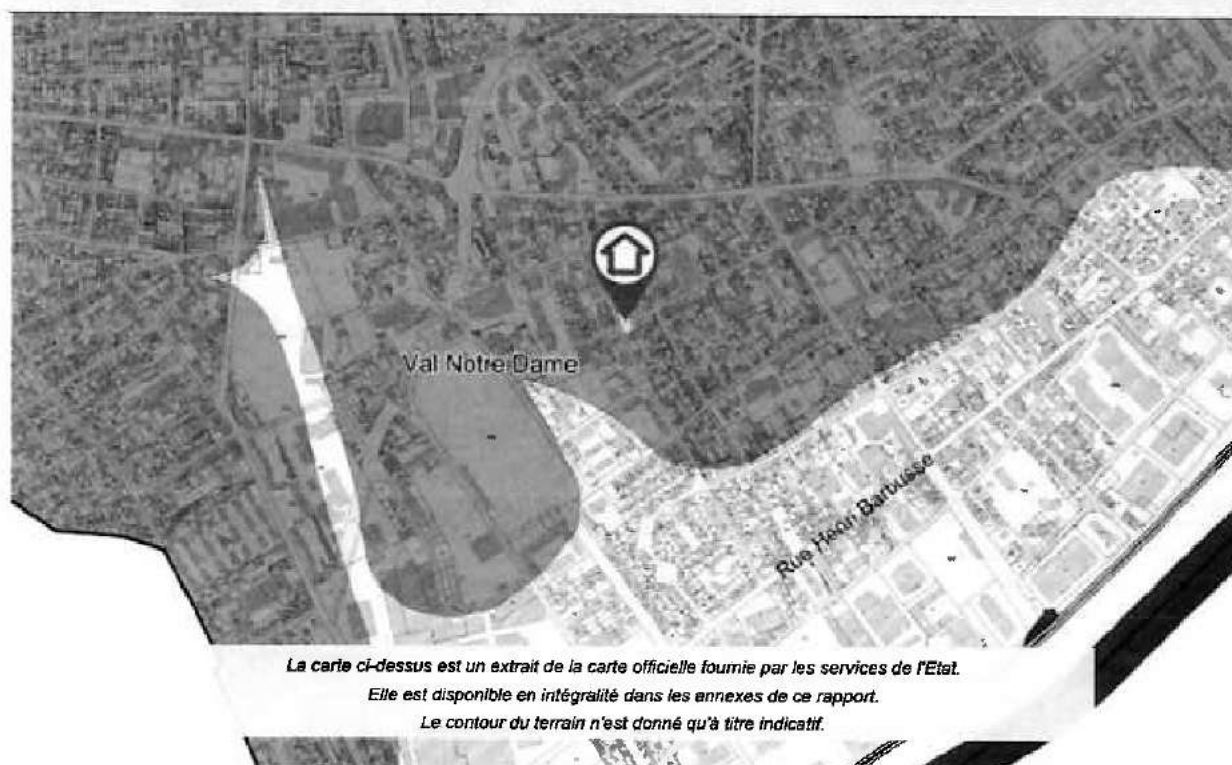 Val Notre Dame
Rue Henri Barbusse
La carte ci-dessus est un extrait de la carte officielle fournie par les services de l'Etat.
Elle est disponible en intégralité dans les annexes de ce rapport.
Le contour du terrain n'est donné qu'à titre indicatif.